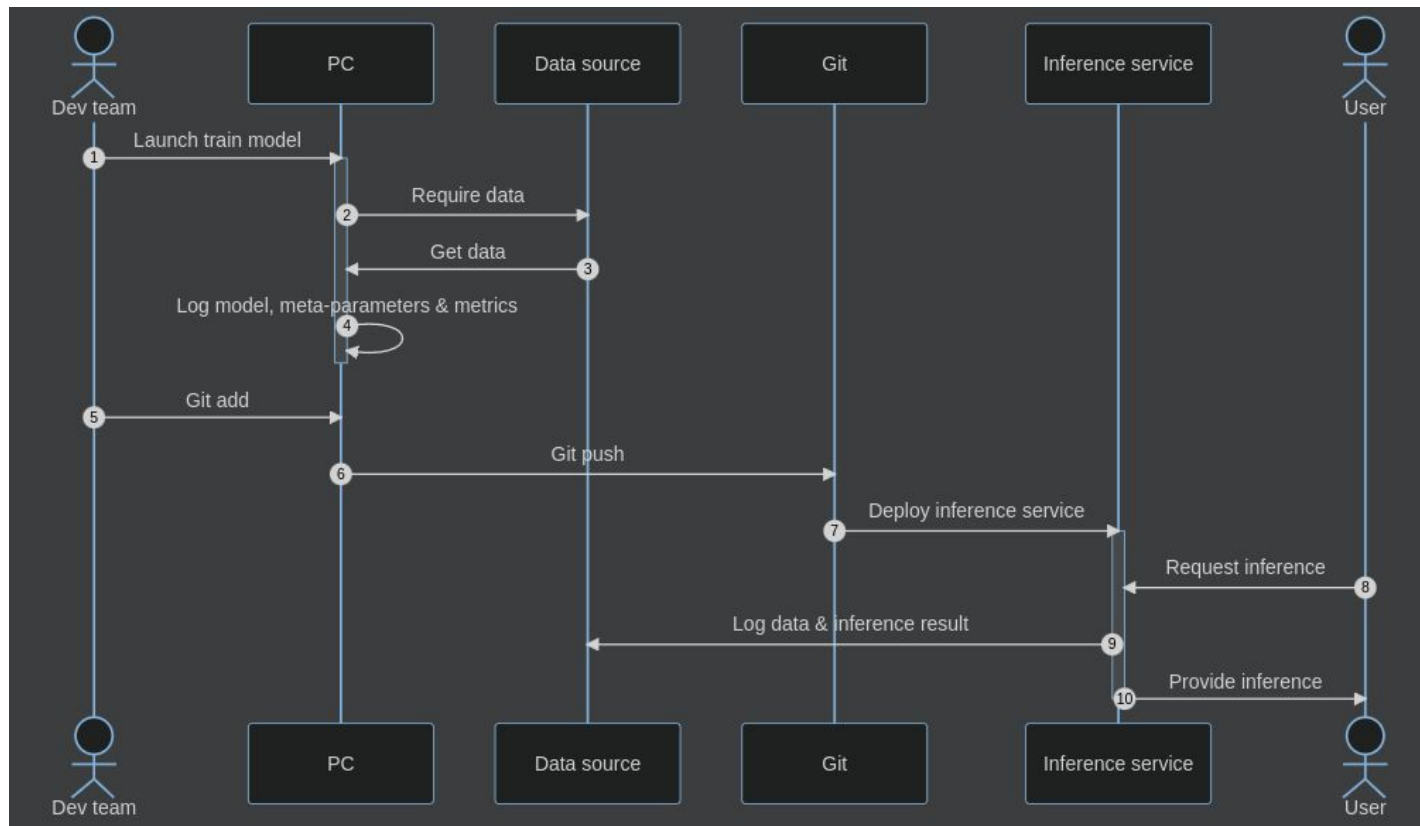 PC
Data source
Git
Inference service
Dev team
User
Launch train model
1
Require data
2
Get data
3
Log model, meta-parameters & metrics
4
Git add
5
Git push
6
Deploy inference service
7
Request inference
8
Log data & inference result
9
Provide inference
10
PC
Data source
Git
Inference service
Dev team
User